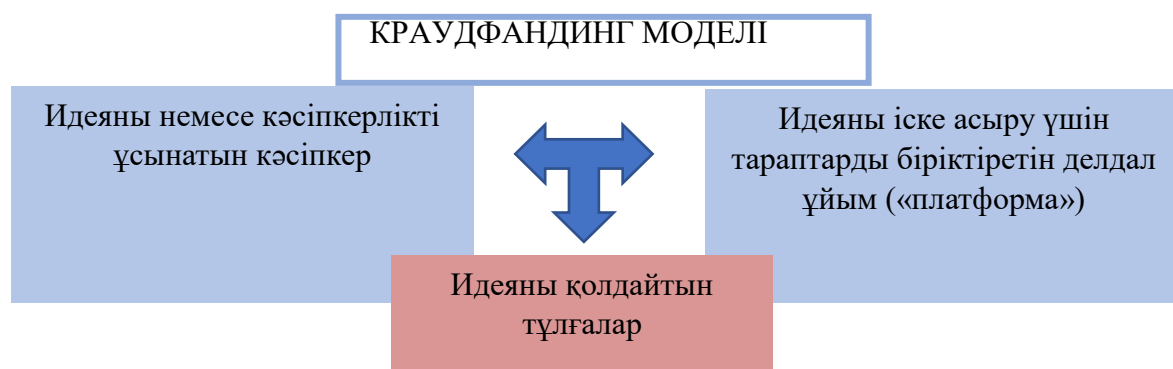 КРАУДФАНДИНГ МОДЕЛІ
Идеяны немесе кәсіпкерлікті
ұсынатын кәсіпкер
Идеяны іске асыру үшін
тараптарды біріктіретін делдал
ұйым («платформа»)
Идеяны қолдайтын
тұлғалар